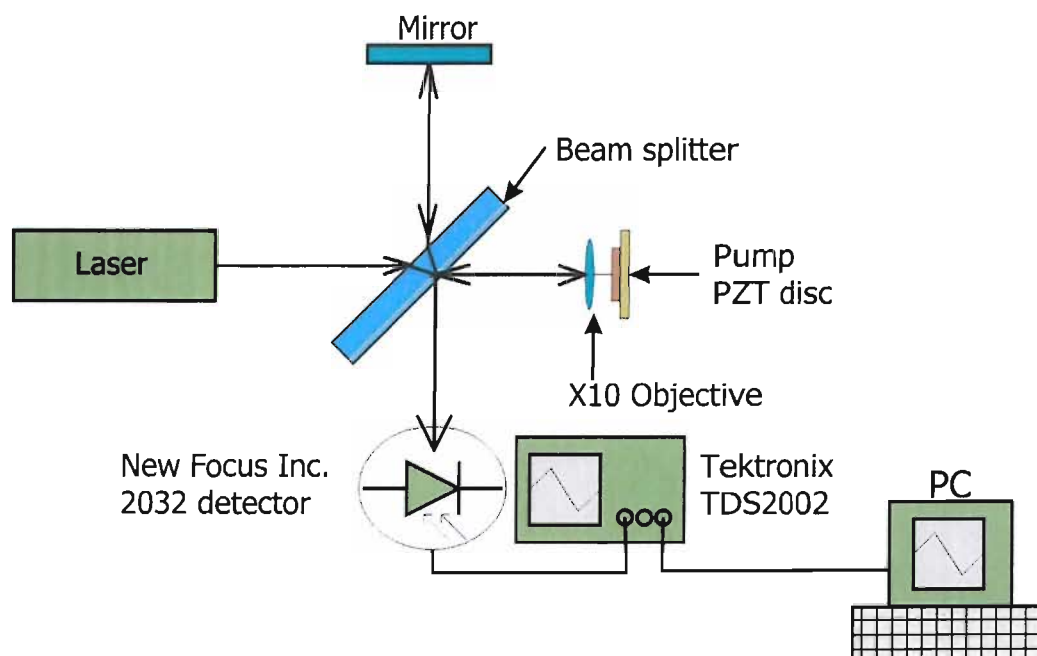 Mirror
Beam splitter
Laser
Pump
PZT disc
X10 Objective
New Focus Inc.
2032 detector
Tektronix
TDS2002
PC